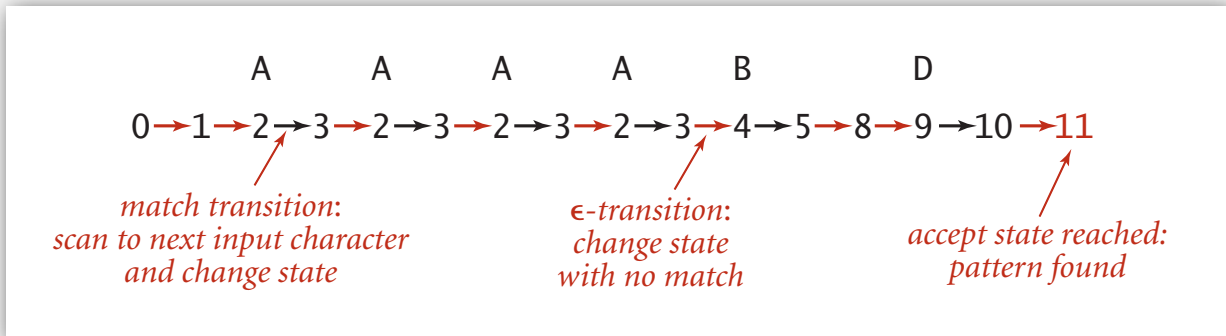 A A A A B D
0 → 1 → 2 → 3 → 2 → 3 → 2 → 3 → 2 → 3 → 4 → 5 → 8 → 9 → 10 → 11
match transition:
scan to next input character
and change state
ϵ-transition:
change state
with no match
accept state reached:
pattern found